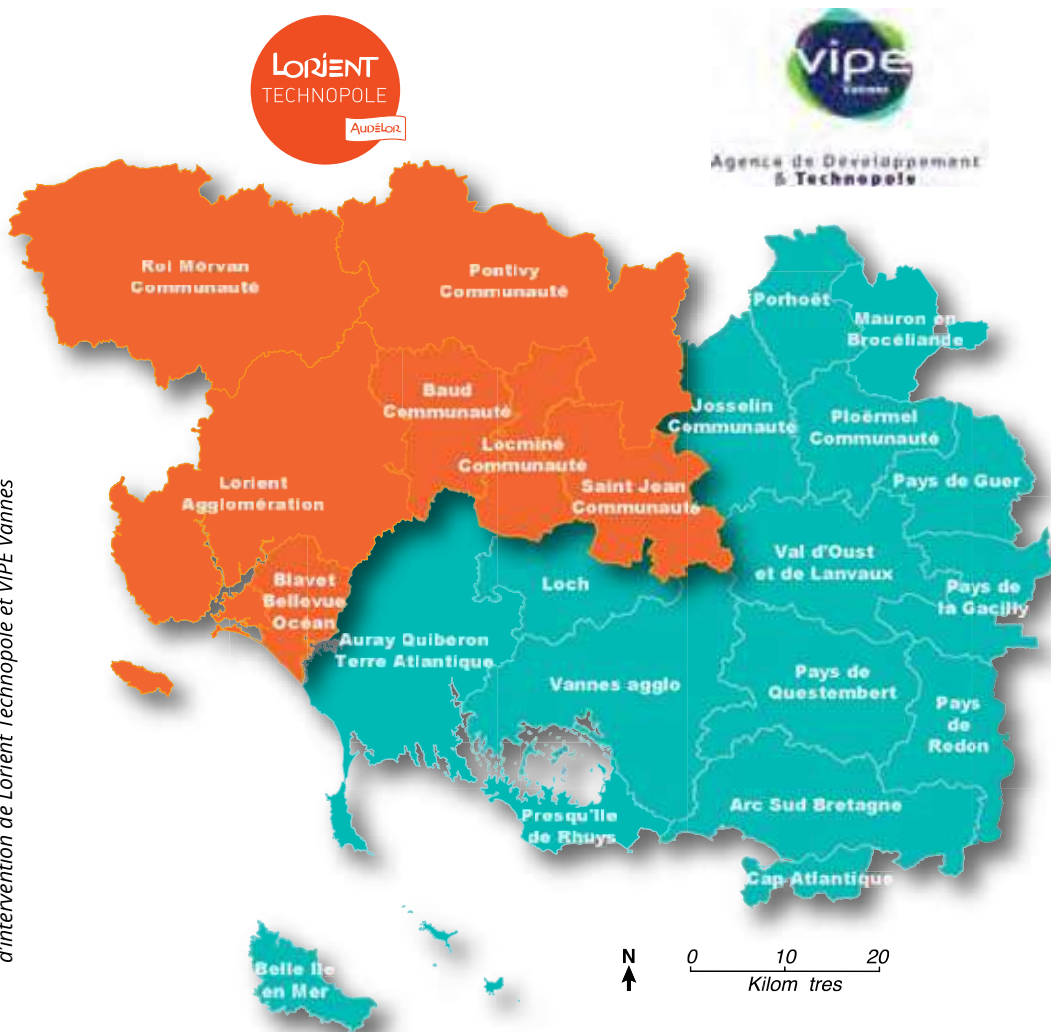 LORIENT
TECHNOPOLE
AUDÉLOR
vipe
Vannes
Agence de Développement
& Technopole
Roi Morvan
Communauté
Pontivy
Communauté
Porhoët
Mauron en
Brocéliande
Baud
Communauté
Josselin
Communauté
Ploërmel
Communauté
Locminé
Communauté
Pays de Guer
Lorient
Agglomération
Saint Jean
Communauté
Val d'Oust
et de Lanvaux
Blavet
Bellevue
Océan
Loch
Pays de
la Gacilly
Auray Quiberon
Terre Atlantique
Vannes agglo
Pays de
Questembert
Pays
de
Redon
Presqu'île
de Rhuys
Arc Sud Bretagne
Cap Atlantique
Belle Ile
en Mer
N
0 10 20
Kilom tres
d'intervention de Lorient Technopole et VIPE Vannes